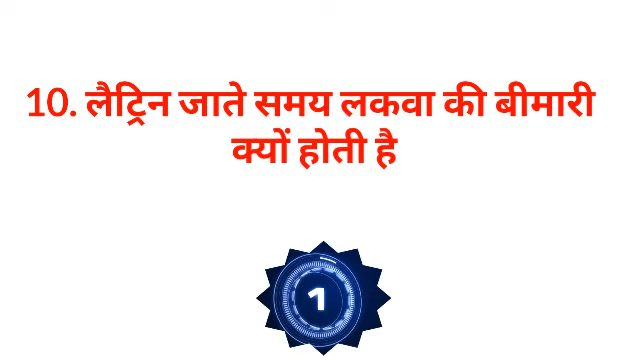 10. लैट्रिन जाते समय लकवा की बीमारी
क्यों होती है
1